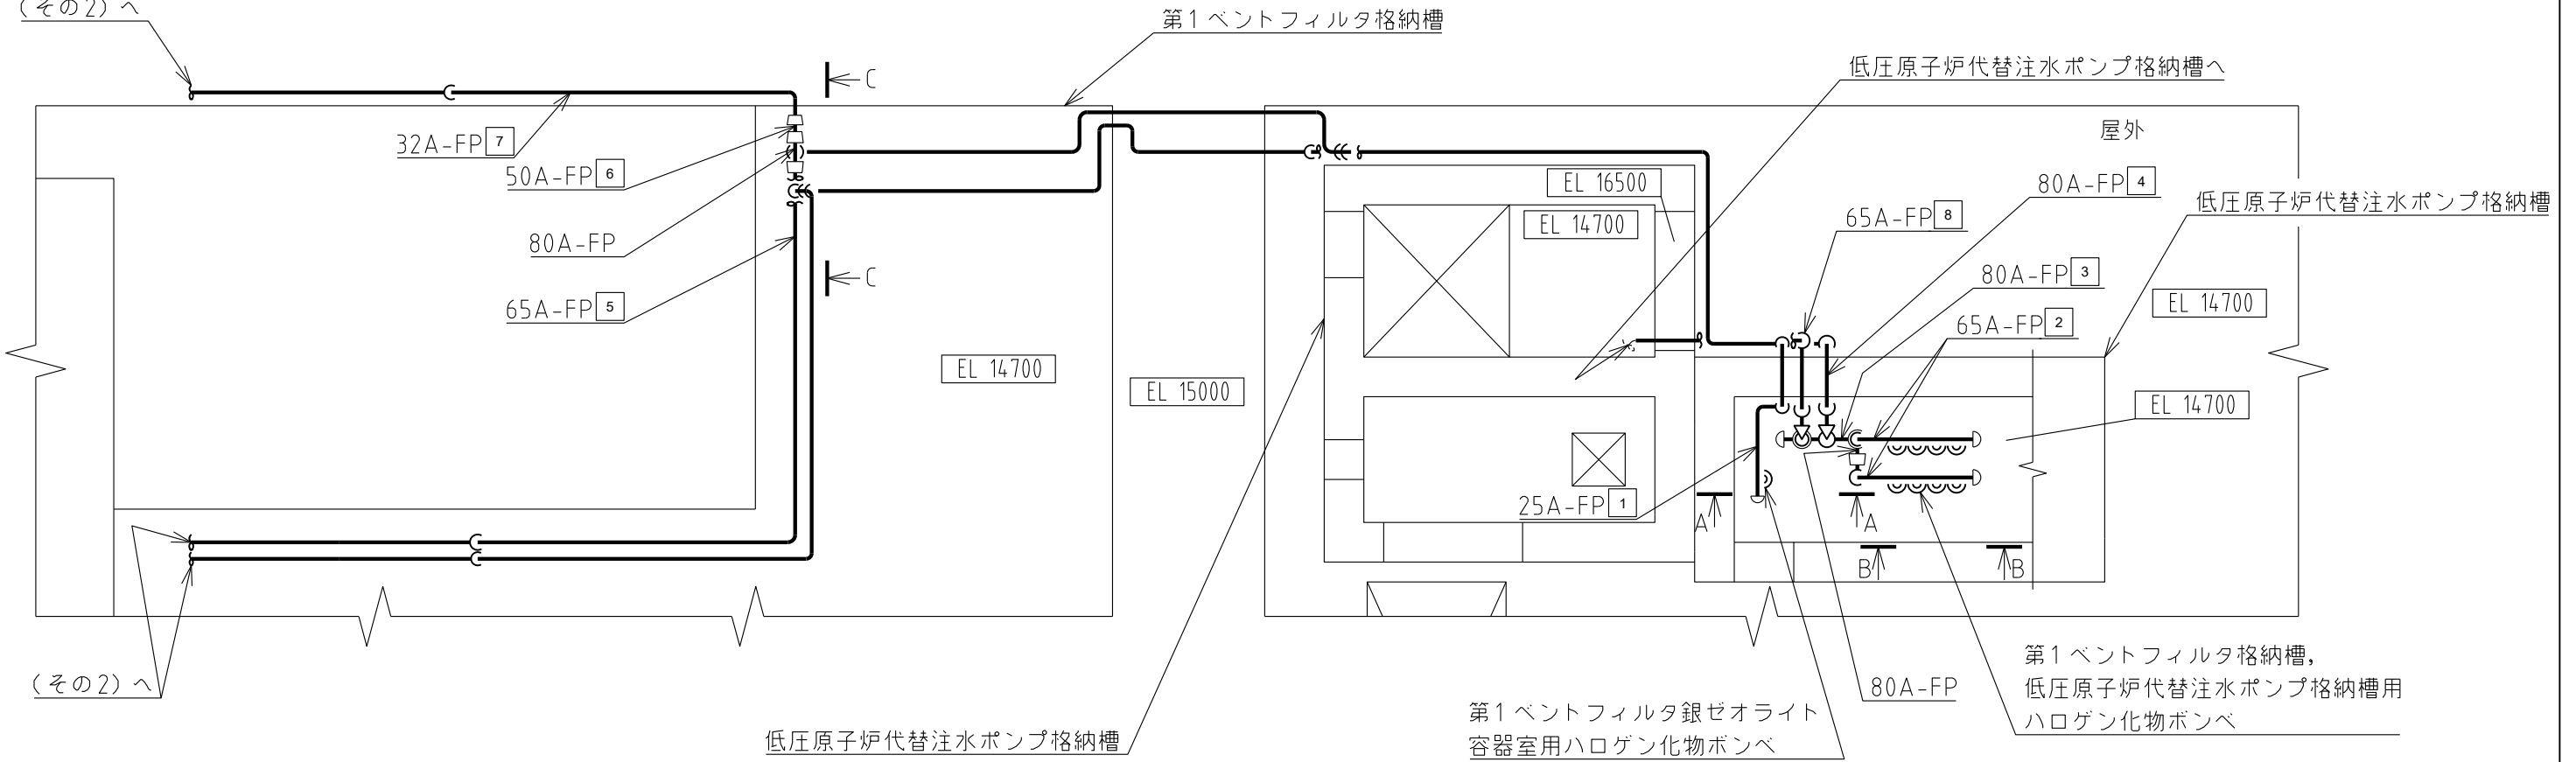 (その2)へ
第1ベントフィルタ格納槽
低圧原子炉代替注水ポンプ格納槽へ
C
屋外
32A-FP 7
50A-FP 6
EL 16500
80A-FP 4
低圧原子炉代替注水ポンプ格納槽
EL 14700
65A-FP 8
80A-FP
C
80A-FP 3
65A-FP 5
EL 14700
65A-FP 2
EL 14700
EL 15000
EL 14700
25A-FP 1
A
A
B
B
(その2)へ
第1ベントフィルタ格納槽,
低圧原子炉代替注水ポンプ格納槽用
ハロゲン化物ボンベ
80A-FP
第1ベントフィルタ銀ゼオライト
容器室用ハロゲン化物ボンベ
低圧原子炉代替注水ポンプ格納槽